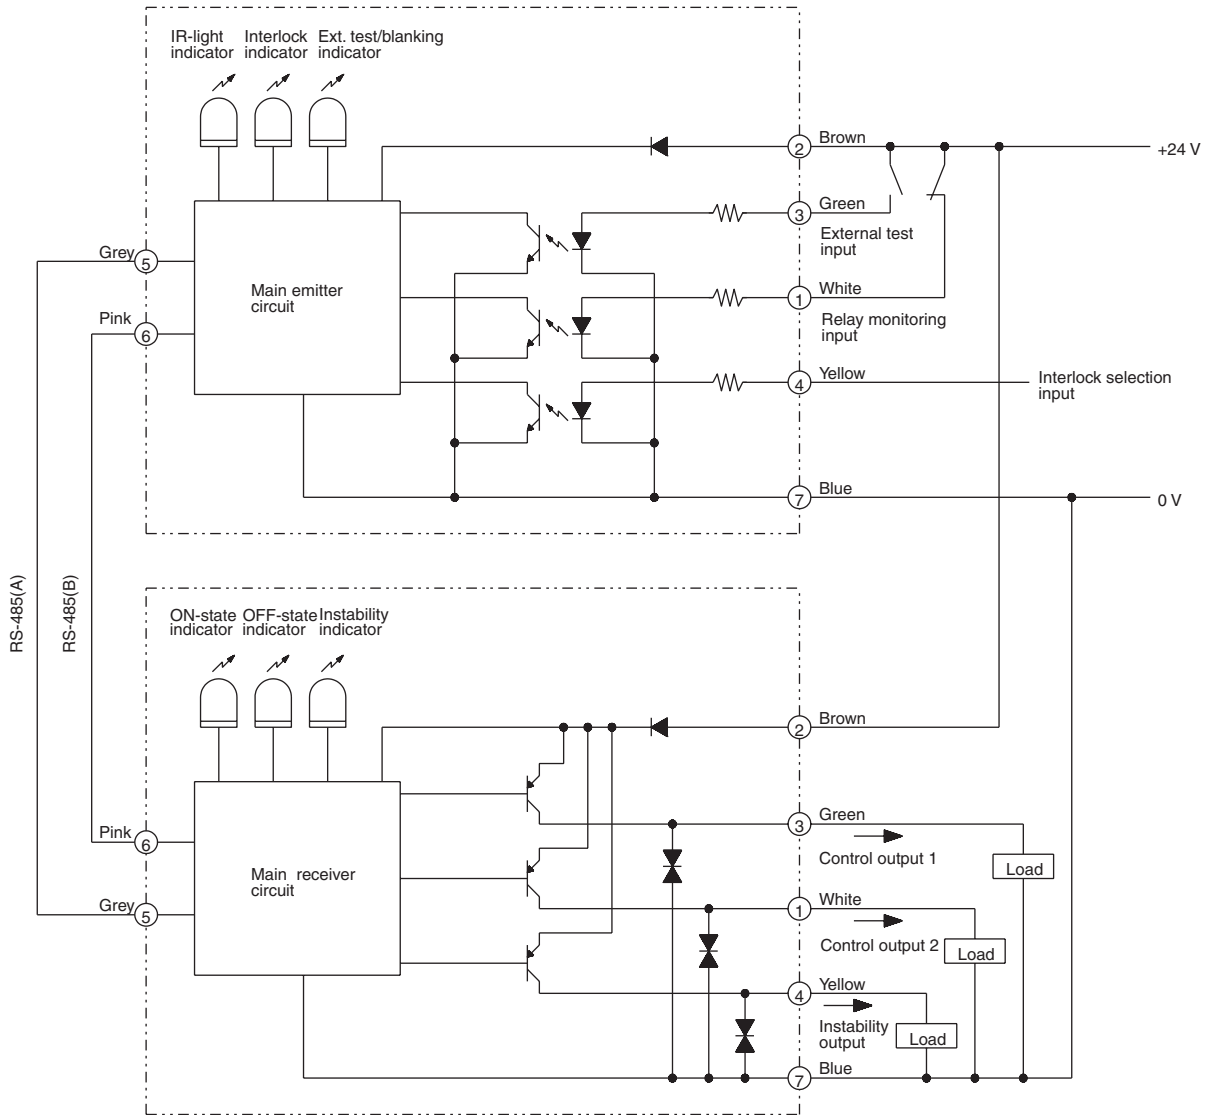 IR-light indicator
Interlock indicator
Ext. test/blanking indicator
2
Brown
+24 V
3
Green
External test
input
Grey
5
Main emitter
circuit
1
White
Relay monitoring
input
Pink
6
4
Yellow
Interlock selection
input
7
Blue
0 V
RS-485(A)
RS-485(B)
ON-state indicator
OFF-state indicator
Instability indicator
2
Brown
3
Green
Control output 1
Load
Pink
6
Main receiver
circuit
Grey
5
1
White
Control output 2
Load
4
Yellow
Instability
output
Load
7
Blue